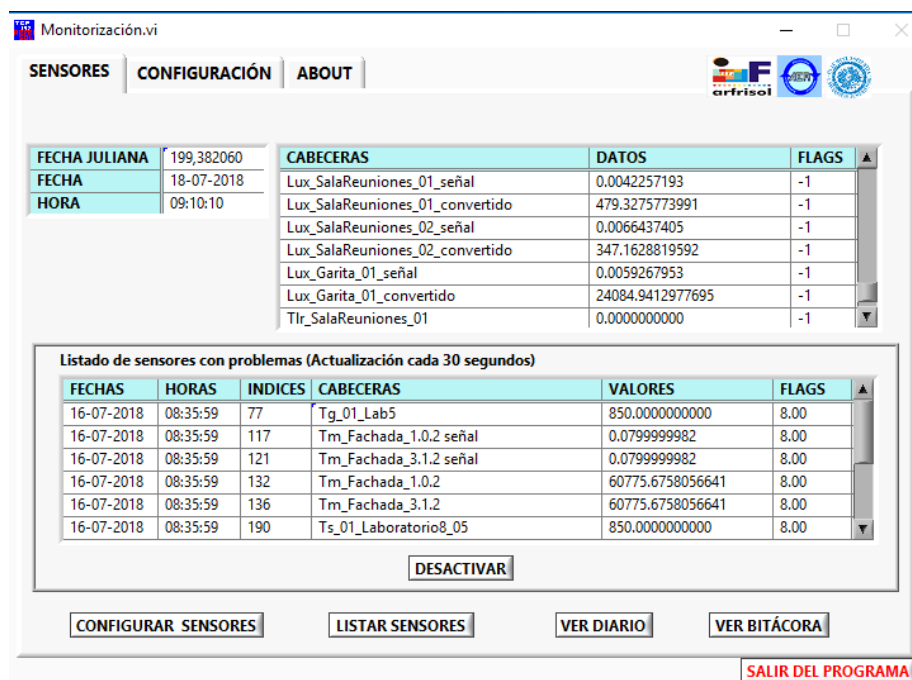 Monitorización.vi
SENSORES CONFIGURACIÓN ABOUT
arfrisol
FECHA JULIANA 199,382060
FECHA 18-07-2018
HORA 09:10:10
CABECERAS DATOS FLAGS
Lux_SalaReuniones_01_señal 0.0042257193 -1
Lux_SalaReuniones_01_convertido 479.3275773991 -1
Lux_SalaReuniones_02_señal 0.0066437405 -1
Lux_SalaReuniones_02_convertido 347.1628819592 -1
Lux_Garita_01_señal 0.0059267953 -1
Lux_Garita_01_convertido 24084.9412977695 -1
TIr_SalaReuniones_01 0.0000000000 -1
Listado de sensores con problemas (Actualización cada 30 segundos)
FECHAS HORAS INDICES CABECERAS VALORES FLAGS
16-07-2018 08:35:59 77 Tg_01_Lab5 850.0000000000 8.00
16-07-2018 08:35:59 117 Tm_Fachada_1.0.2 señal 0.0799999982 8.00
16-07-2018 08:35:59 121 Tm_Fachada_3.1.2 señal 0.0799999982 8.00
16-07-2018 08:35:59 132 Tm_Fachada_1.0.2 60775.6758056641 8.00
16-07-2018 08:35:59 136 Tm_Fachada_3.1.2 60775.6758056641 8.00
16-07-2018 08:35:59 190 Ts_01_Laboratorio8_05 850.0000000000 8.00
DESACTIVAR
CONFIGURAR SENSORES LISTAR SENSORES VER DIARIO VER BITÁCORA
SALIR DEL PROGRAMA